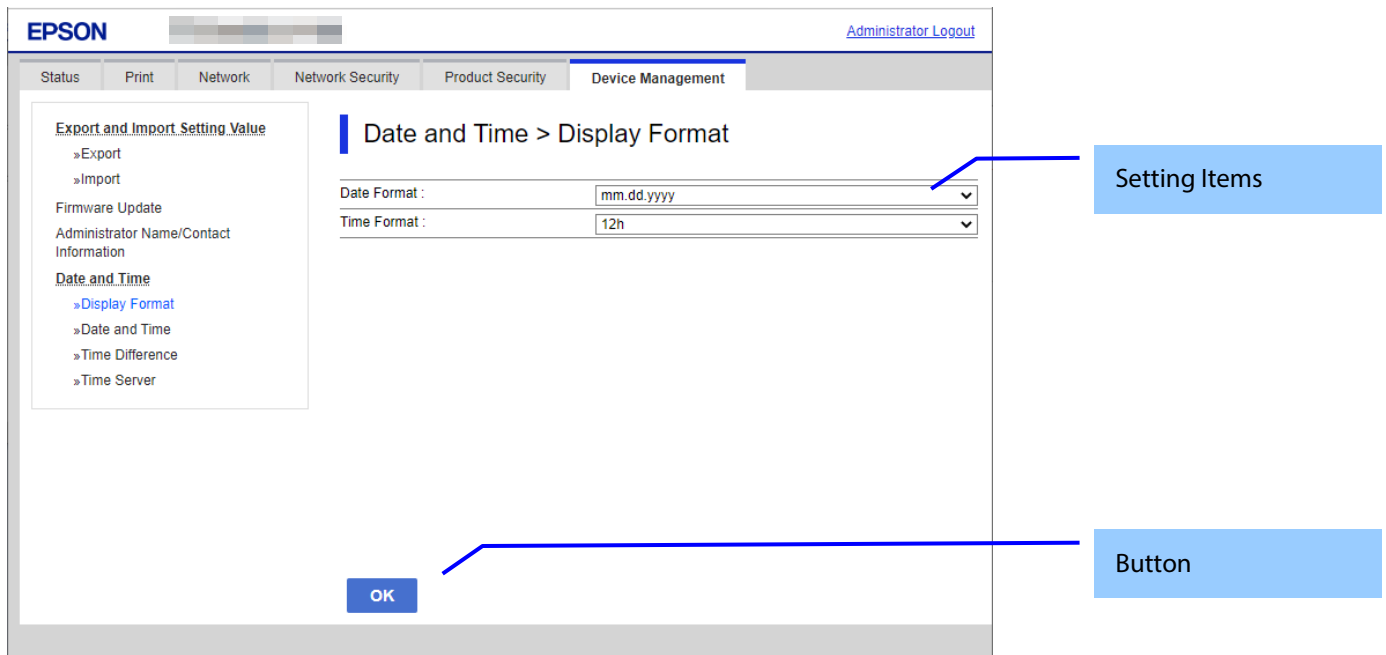 EPSON
Administrator Logout
Status Print Network Network Security Product Security Device Management
Export and Import Setting Value
»Export
»Import
Firmware Update
Administrator Name/Contact
Information
Date and Time
»Display Format
»Date and Time
»Time Difference
»Time Server
Date and Time > Display Format
Date Format : mm.dd.yyyy
Time Format : 12h
OK
Setting Items
Button